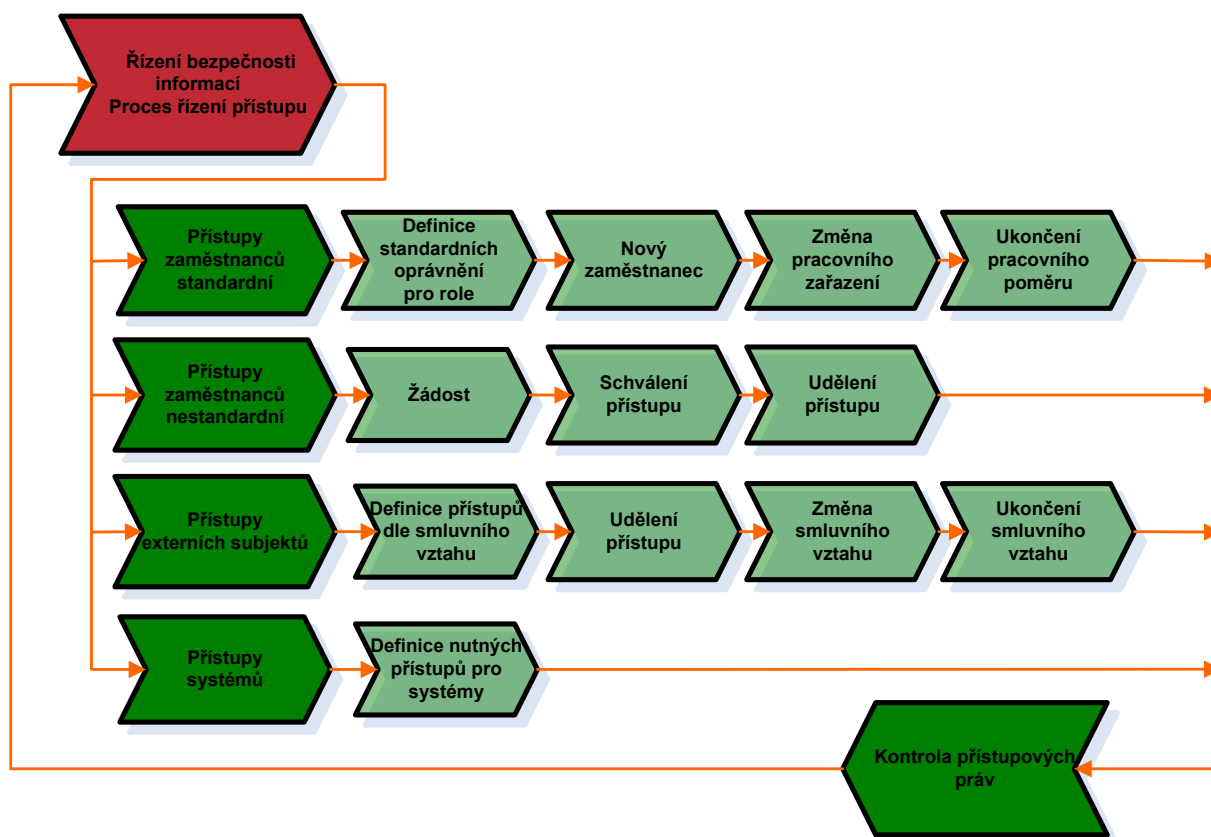 Řízení bezpečnosti
informací
Proces řízení přístupu
Přístupy
zaměstnanců
standardní
Definice
standardních
oprávnění
pro role
Nový
zaměstnanec
Změna
pracovního
zařazení
Ukončení
pracovního
poměru
Přístupy
zaměstnanců
nestandardní
Žádost
Schválení
přístupu
Udělení
přístupu
Přístupy
externích subjektů
Definice přístupů
dle smluvního
vztahu
Udělení
přístupu
Změna
smluvního
vztahu
Ukončení
smluvního
vztahu
Přístupy
systémů
Definice nutných
přístupů pro
systémy
Kontrola přístupových
práv